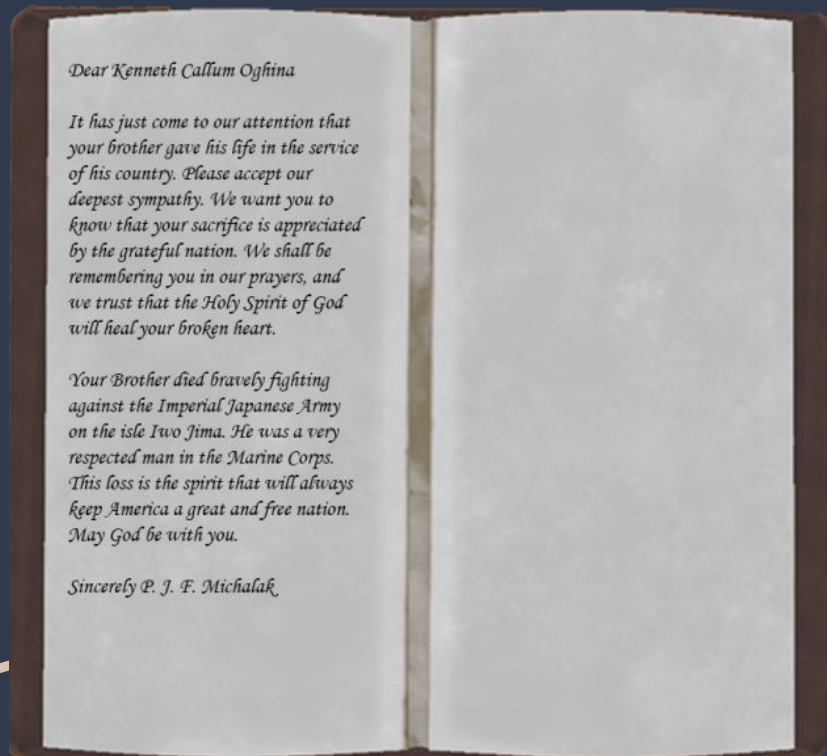 Dear Kenneth Callum Oghina
It has just come to our attention that
your brother gave his life in the service
of his country. Please accept our
deepest sympathy. We want you to
know that your sacrifice is appreciated
by the grateful nation. We shall be
remembering you in our prayers, and
we trust that the Holy Spirit of God
will heal your broken heart.
Your Brother died bravely fighting
against the Imperial Japanese Army
on the isle Iwo Jima. He was a very
respected man in the Marine Corps.
This loss is the spirit that will always
keep America a great and free nation.
May God be with you.
Sincerely P. J. F. Michalak